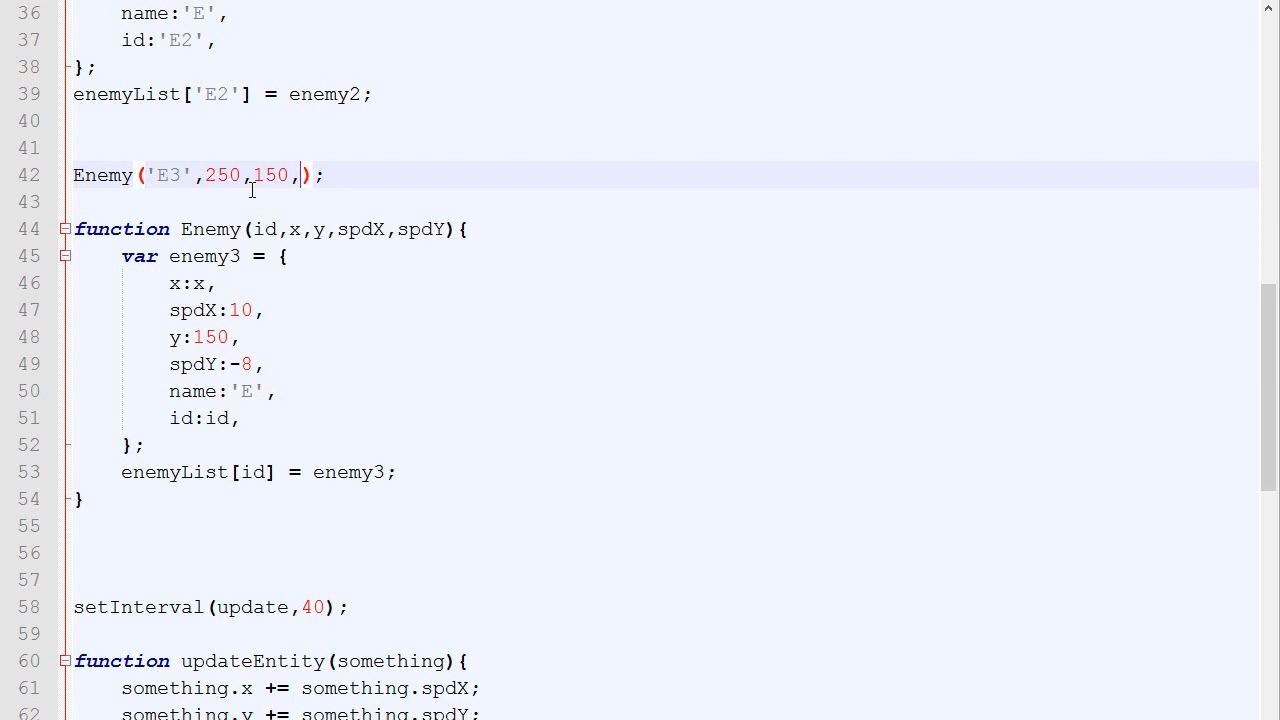 36 name:'E',
37 id:'E2',
38 };
39 enemyList['E2'] = enemy2;
40
41
42 Enemy('E3',250,150,);
43
44 function Enemy(id,x,y,spdX,spdY){
45 var enemy3 = {
46 x:x,
47 spdX:10,
48 y:150,
49 spdY:-8,
50 name:'E',
51 id:id,
52 };
53 enemyList[id] = enemy3;
54 }
55
56
57
58 setInterval(update,40);
59
60 function updateEntity(something){
61 something.x += something.spdX;
62 something.y += something.spdY;